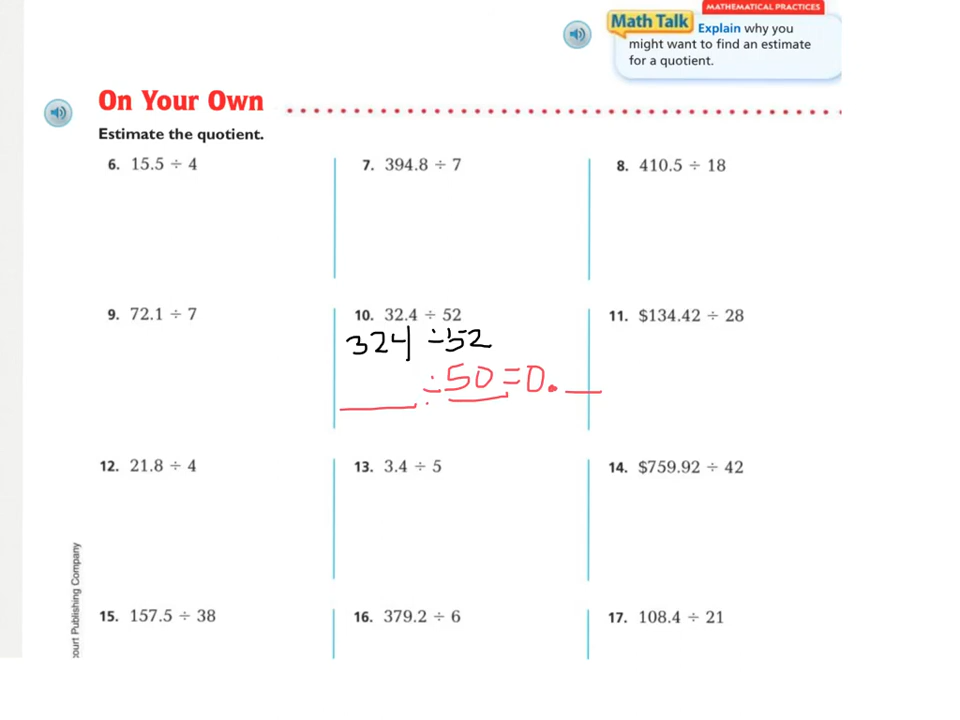 MATHEMATICAL PRACTICES
Math Talk Explain why you
might want to find an estimate
for a quotient.
On Your Own
Estimate the quotient.
6. 15.5 ÷ 4
7. 394.8 ÷ 7
8. 410.5 ÷ 18
9. 72.1 ÷ 7
10. 32.4 ÷ 52
11. $134.42 ÷ 28
324 ÷ 52
___ ÷ 50 = 0. __
12. 21.8 ÷ 4
13. 3.4 ÷ 5
14. $759.92 ÷ 42
15. 157.5 ÷ 38
16. 379.2 ÷ 6
17. 108.4 ÷ 21
court Publishing Company